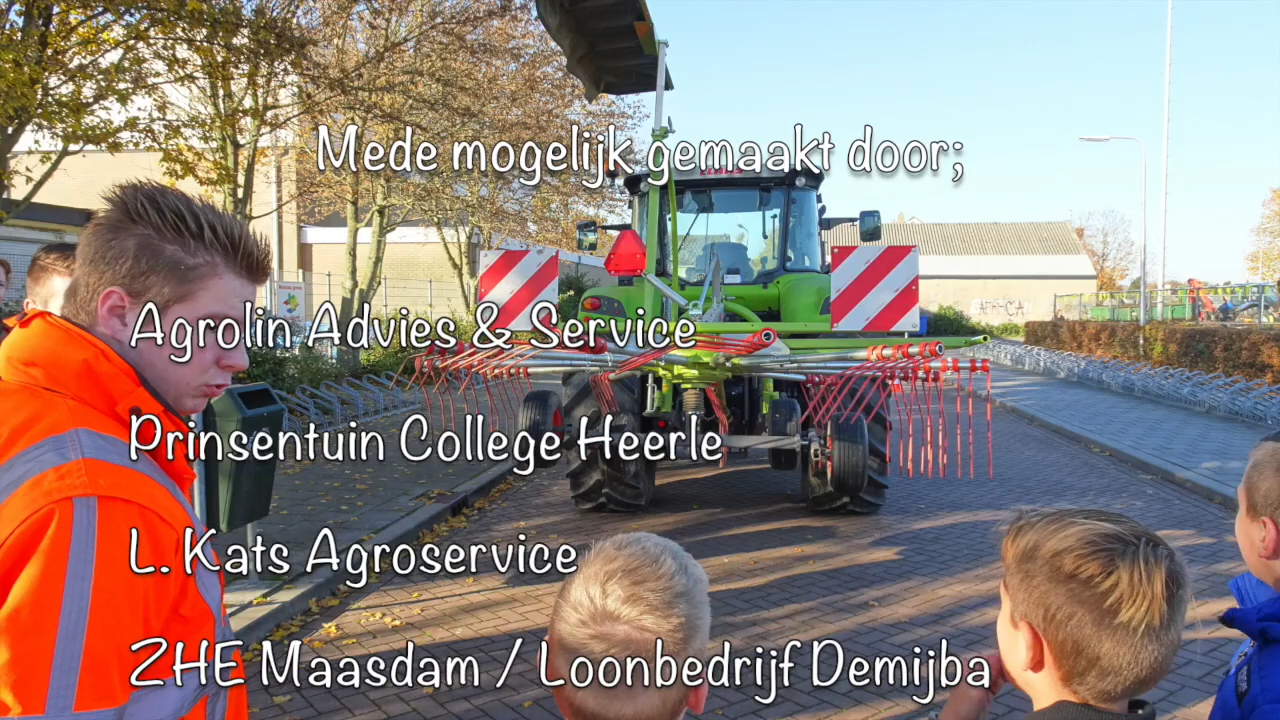 Mede mogelijk gemaakt door;
Agrolin Advies & Service
Prinsentuin College Heerle
L. Kats Agroservice
ZHE Maasdam / Loonbedrijf Demijba